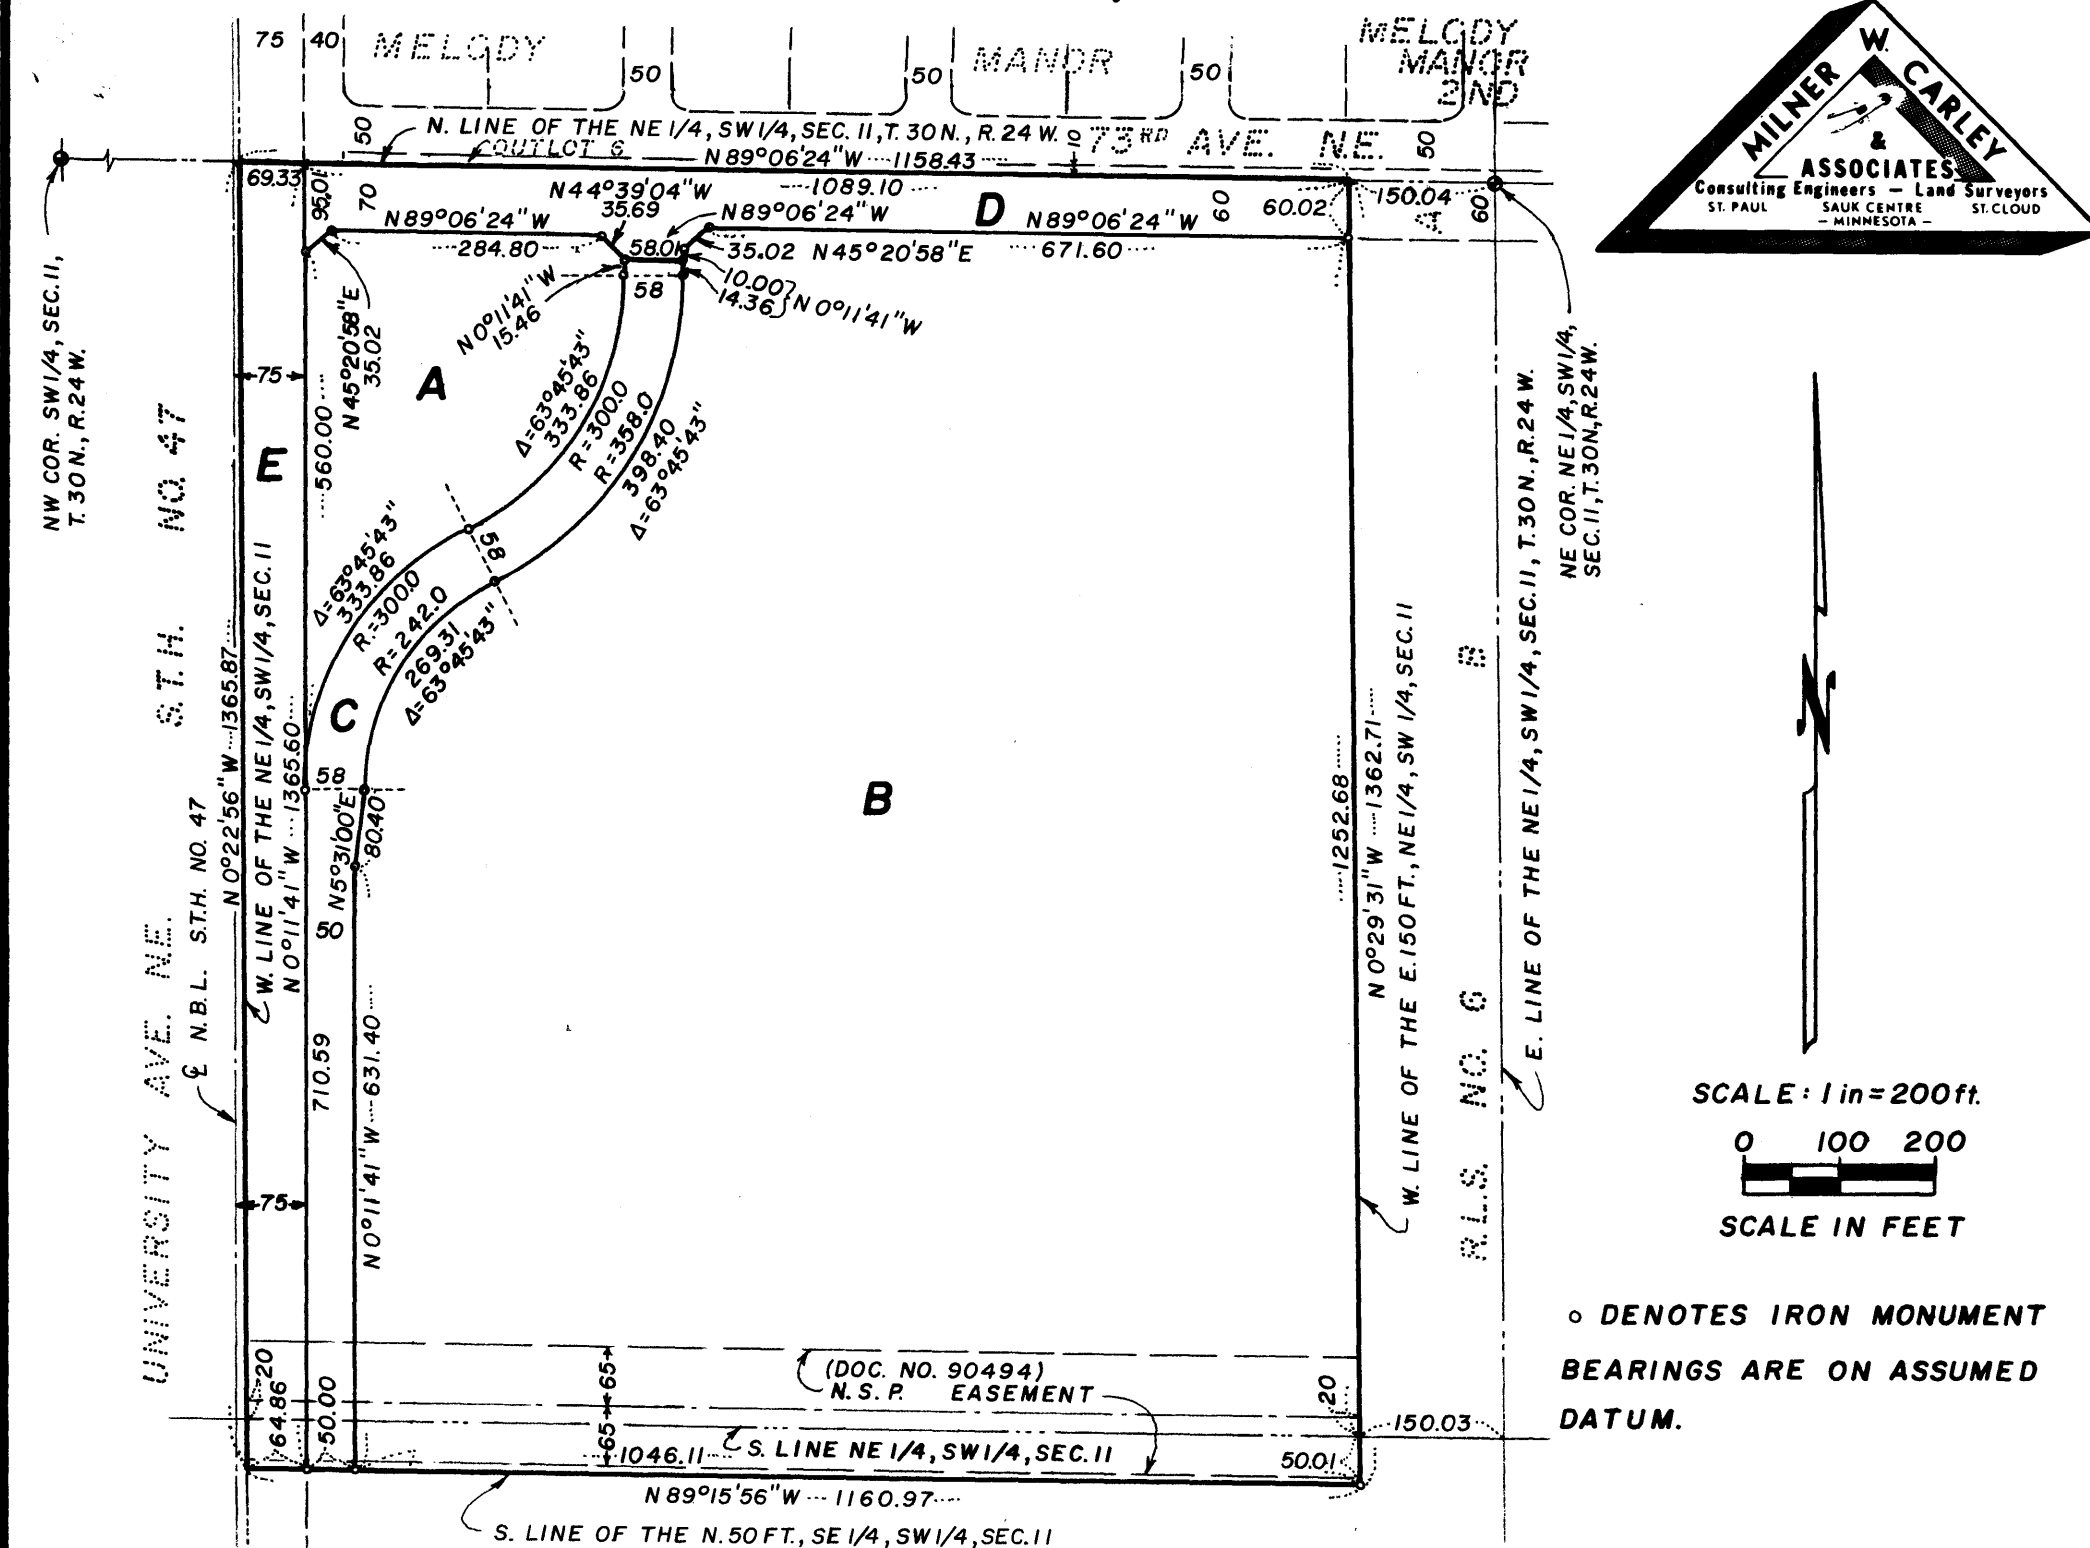 MELODY
MANOR
MELODY
MANOR
2ND
75
40
50
50
50
50
N. LINE OF THE NE 1/4, SW 1/4, SEC. 11, T. 30 N., R. 24 W.
10
73RD AVE. N.E.
50
OUTLOT G
N 89°06'24"W 1158.43
69.33
95.01
70
N 44°39'04"W
35.69
1089.10
N 89°06'24"W
284.80
N 89°06'24"W
D
N 89°06'24"W
671.60
60
60.02
150.04
A
60
58.01
35.02 N 45°20'58"E
10.00
14.36
N 0°11'41"W
58
N 0°11'41"W
15.46
N 45°20'58"E
35.02
NW COR. SW 1/4, SEC. 11,
T. 30 N., R. 24 W.
NE COR. NE 1/4, SW 1/4,
SEC. 11, T. 30N, R. 24W.
MILNER
W.
CARLEY
&
ASSOCIATES
Consulting Engineers — Land Surveyors
ST. PAUL SAUK CENTRE ST. CLOUD
- MINNESOTA -
A
E
75
560.00
Δ=63°45'43"
333.86
R=300.0
R=358.0
398.40
Δ=63°45'43"
58
Δ=63°45'43"
333.86
R.=300.0
R=242.0
269.31
Δ=63°45'43"
C
58
N 5°31'00"E
80.40
50
B
S.T.H. NO. 47
UNIVERSITY AVE. N.E.
℄ N.B.L. S.T.H. NO. 47
N 0°22'56"W 1365.87
W. LINE OF THE NE 1/4, SW 1/4, SEC. 11
N 0°11'41"W 1365.60
710.59
N 0°11'41"W 631.40
75
1252.68
N 0°29'31"W 1362.71
W. LINE OF THE E. 150 FT., NE 1/4, SW 1/4, SEC. 11
R.L.S. NO. 6
B
E. LINE OF THE NE 1/4, SW 1/4, SEC. 11, T. 30 N., R. 24 W.
N
SCALE: 1 in = 200 ft.
0 100 200
SCALE IN FEET
o DENOTES IRON MONUMENT
BEARINGS ARE ON ASSUMED
DATUM.
20
64.86
50.00
65
65
(DOC. NO. 90494)
N.S.P. EASEMENT
20
150.03
1046.11
S. LINE NE 1/4, SW 1/4, SEC. 11
50.01
N 89°15'56"W 1160.97
S. LINE OF THE N. 50 FT., SE 1/4, SW 1/4, SEC. 11